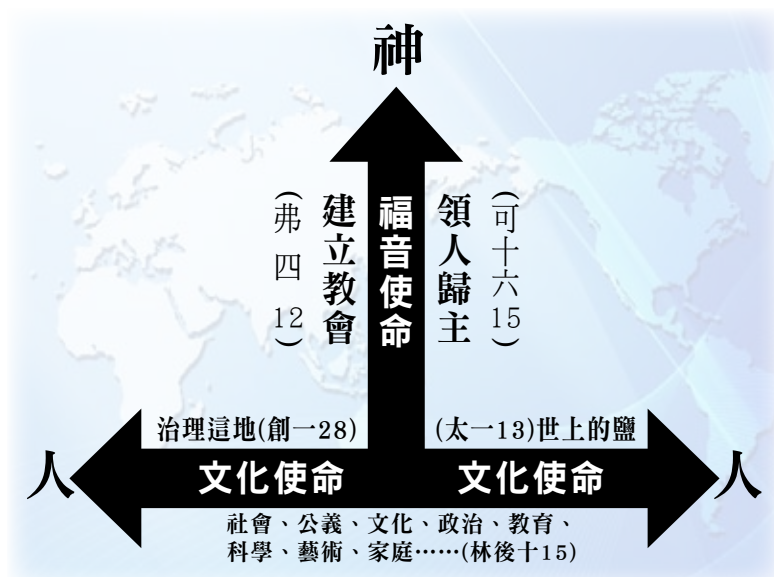 神
領人歸主
(可十六15)
福音使命
建立教會
(弗四12)
治理這地(創一28)
(太一13)世上的鹽
人
文化使命
文化使命
人
社會、公義、文化、政治、教育、
科學、藝術、家庭……(林後十15)